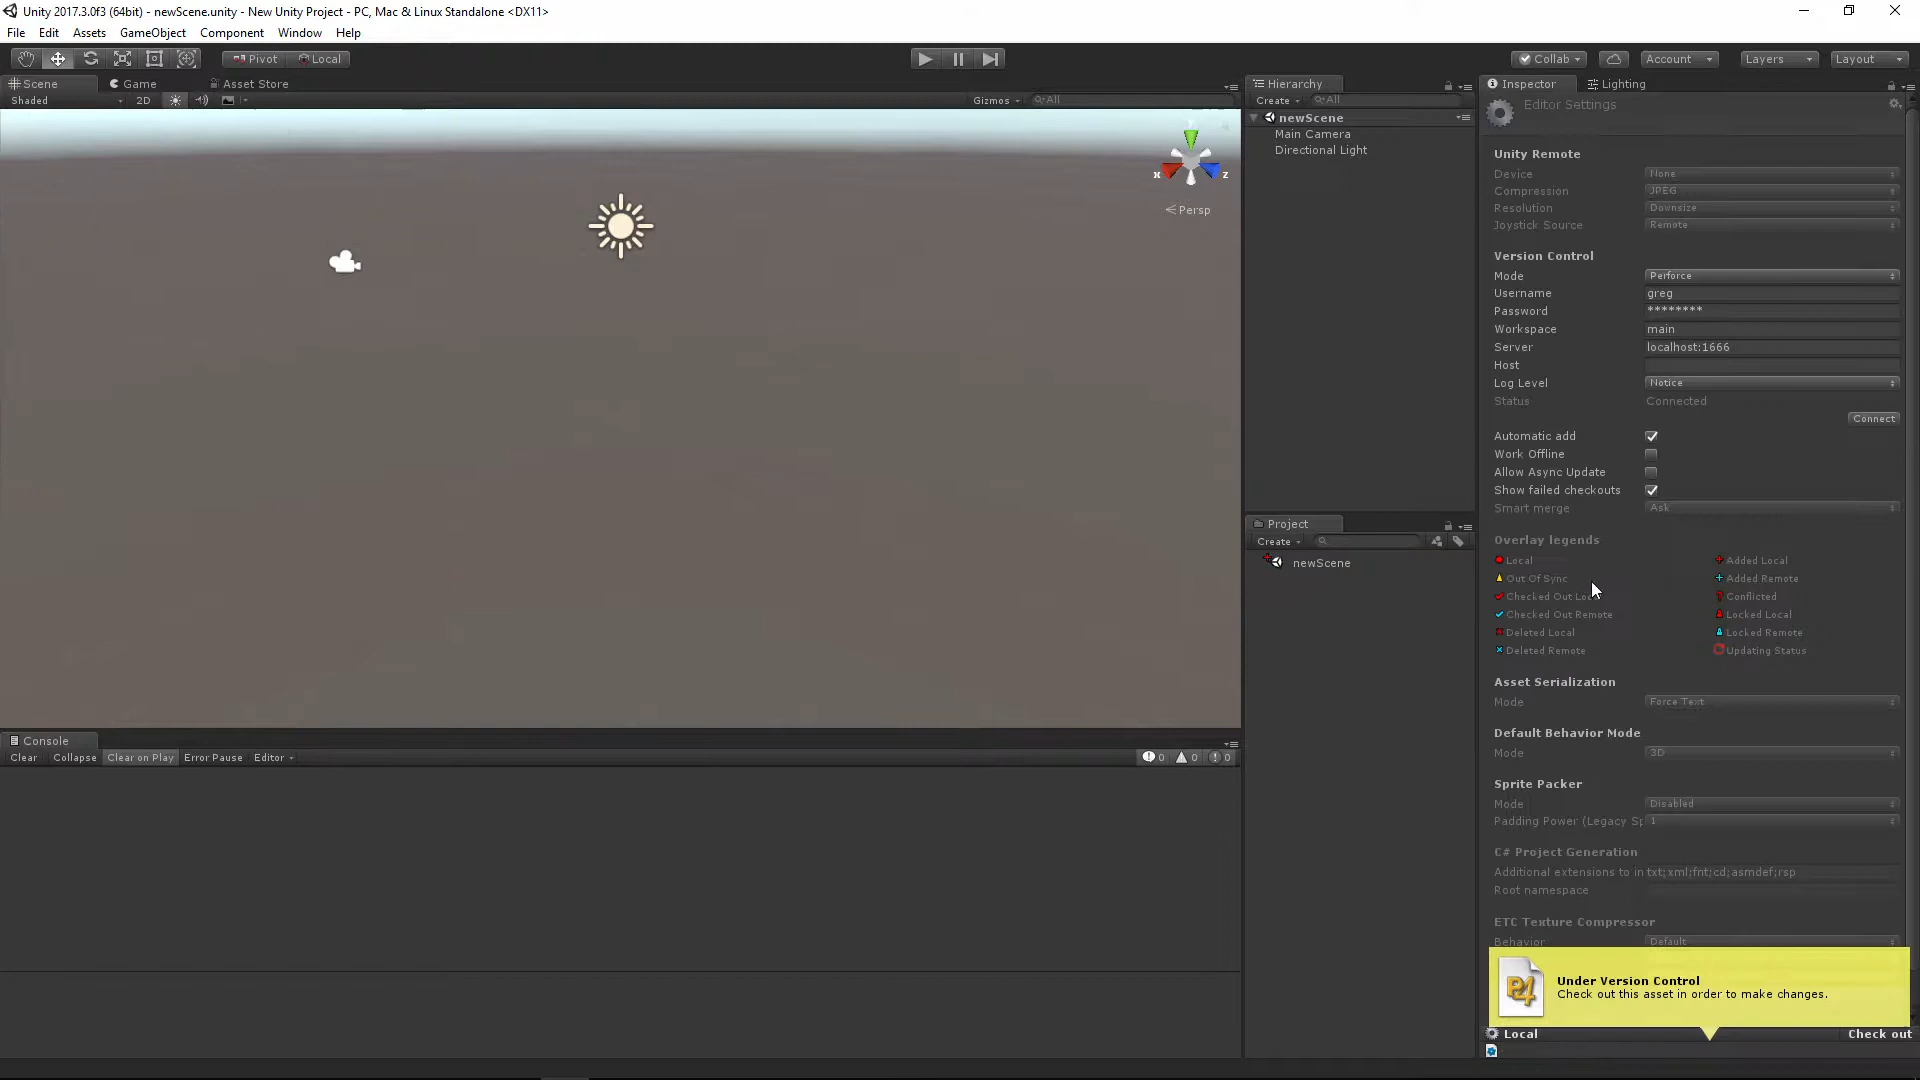 Unity 2017.3.0f3 (64bit) - newScene.unity - New Unity Project - PC, Mac & Linux Standalone <DX11>
File Edit Assets GameObject Component Window Help
Pivot Local Collab Account Layers Layout
Scene Game Asset Store
Shaded 2D Gizmos All
x z
Persp
Hierarchy
Create All
newScene
Main Camera
Directional Light
Project
Create
newScene
Console
Clear Collapse Clear on Play Error Pause Editor 0 0 0
Inspector Lighting
Editor Settings
Unity Remote
Device None
Compression JPEG
Resolution Downsize
Joystick Source Remote
Version Control
Mode Perforce
Username greg
Password ********
Workspace main
Server localhost:1666
Host
Log Level Notice
Status Connected
Connect
Automatic add
Work Offline
Allow Async Update
Show failed checkouts
Smart merge Ask
Overlay legends
Local Added Local
Out Of Sync Added Remote
Checked Out Conflicted
Checked Out Remote Locked Local
Deleted Local Locked Remote
Deleted Remote Updating Status
Asset Serialization
Mode Force Text
Default Behavior Mode
Mode 3D
Sprite Packer
Mode Disabled
Padding Power (Legacy Sp 1
C# Project Generation
Additional extensions to in txt;xml;fnt;cd;asmdef;rsp
Root namespace
ETC Texture Compressor
Behavior Default
P4
Under Version Control
Check out this asset in order to make changes.
Local Check out